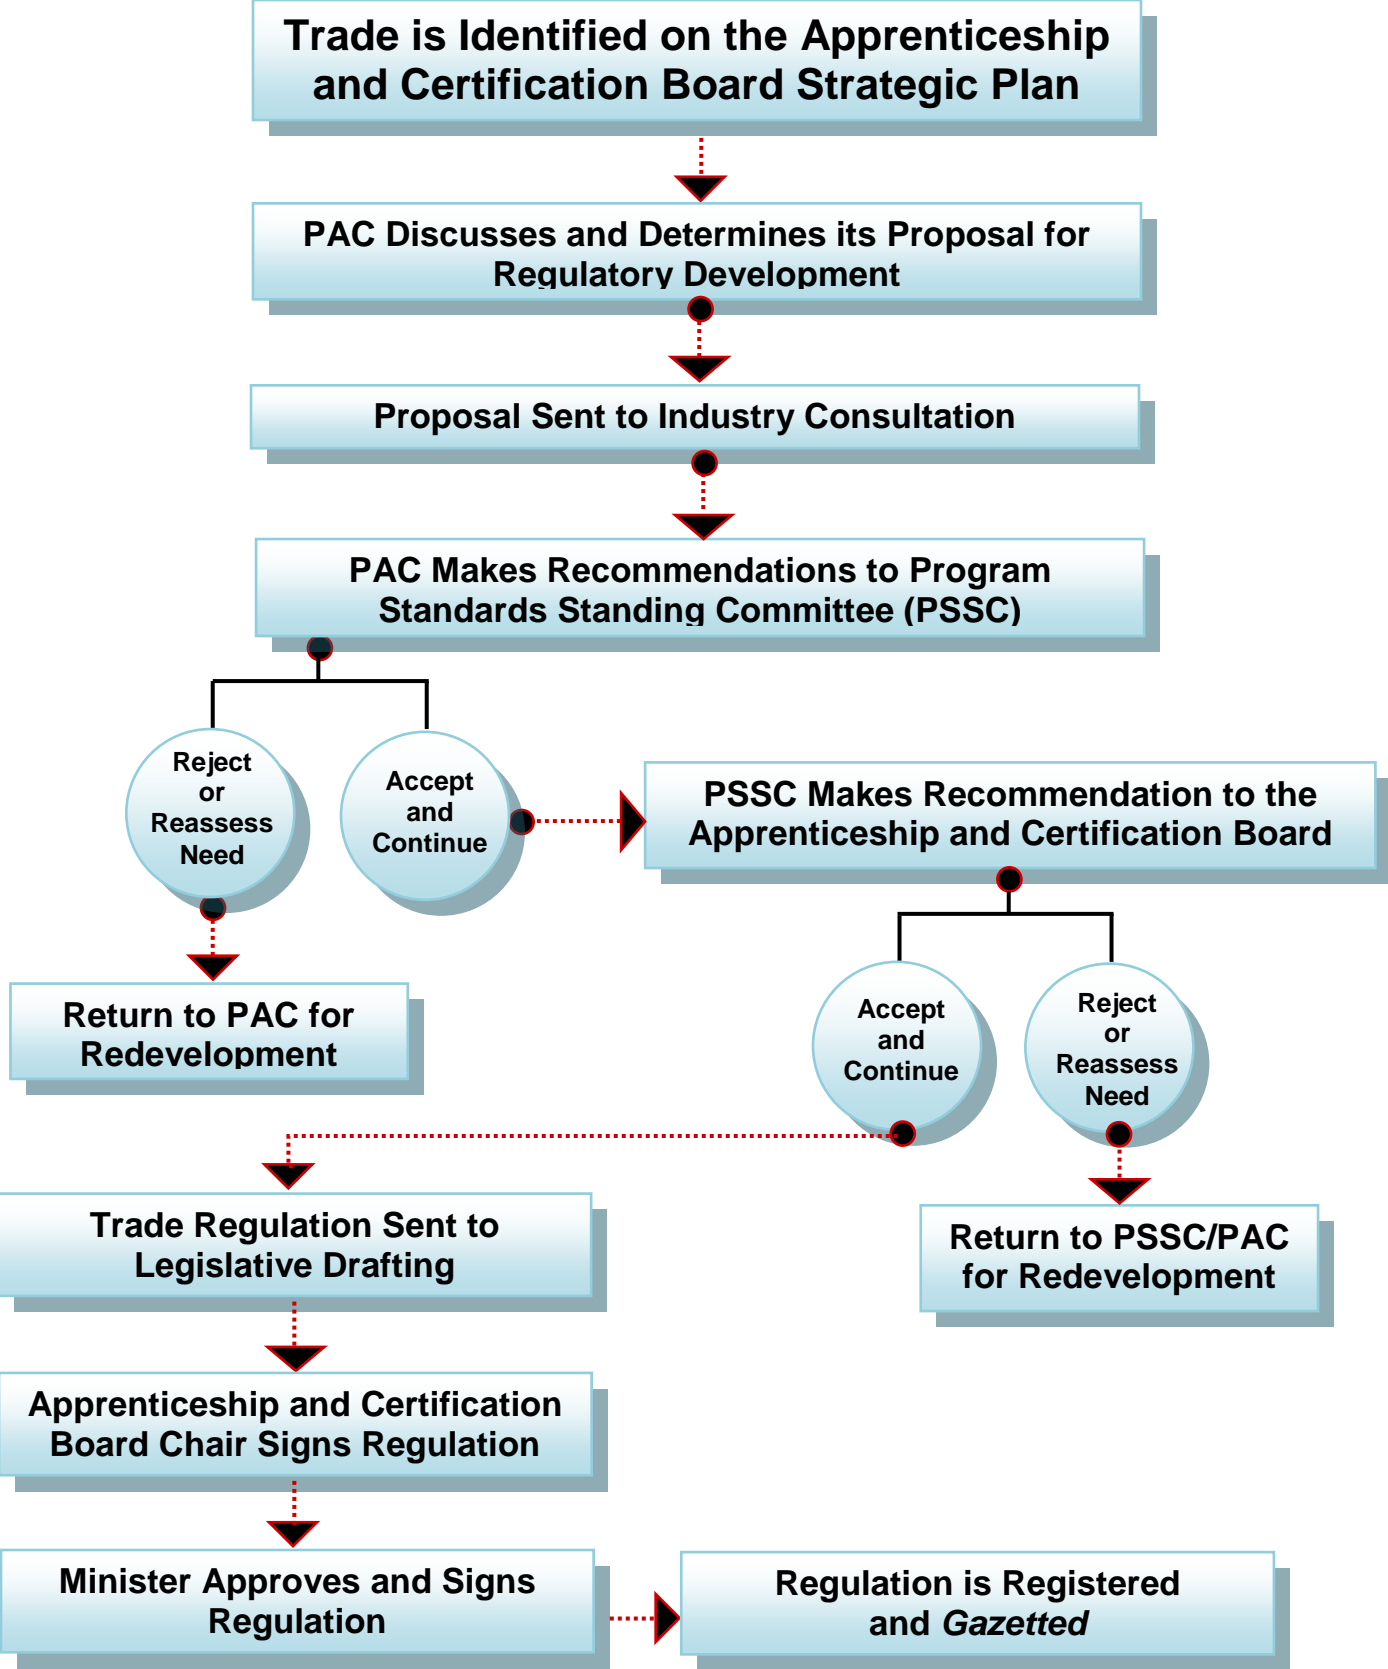 Trade is Identified on the Apprenticeship
and Certification Board Strategic Plan
PAC Discusses and Determines its Proposal for
Regulatory Development
Proposal Sent to Industry Consultation
PAC Makes Recommendations to Program
Standards Standing Committee (PSSC)
Reject
or
Reassess
Need
Accept
and
Continue
PSSC Makes Recommendation to the
Apprenticeship and Certification Board
Return to PAC for
Redevelopment
Accept
and
Continue
Reject
or
Reassess
Need
Trade Regulation Sent to
Legislative Drafting
Return to PSSC/PAC
for Redevelopment
Apprenticeship and Certification
Board Chair Signs Regulation
Minister Approves and Signs
Regulation
Regulation is Registered
and Gazetted